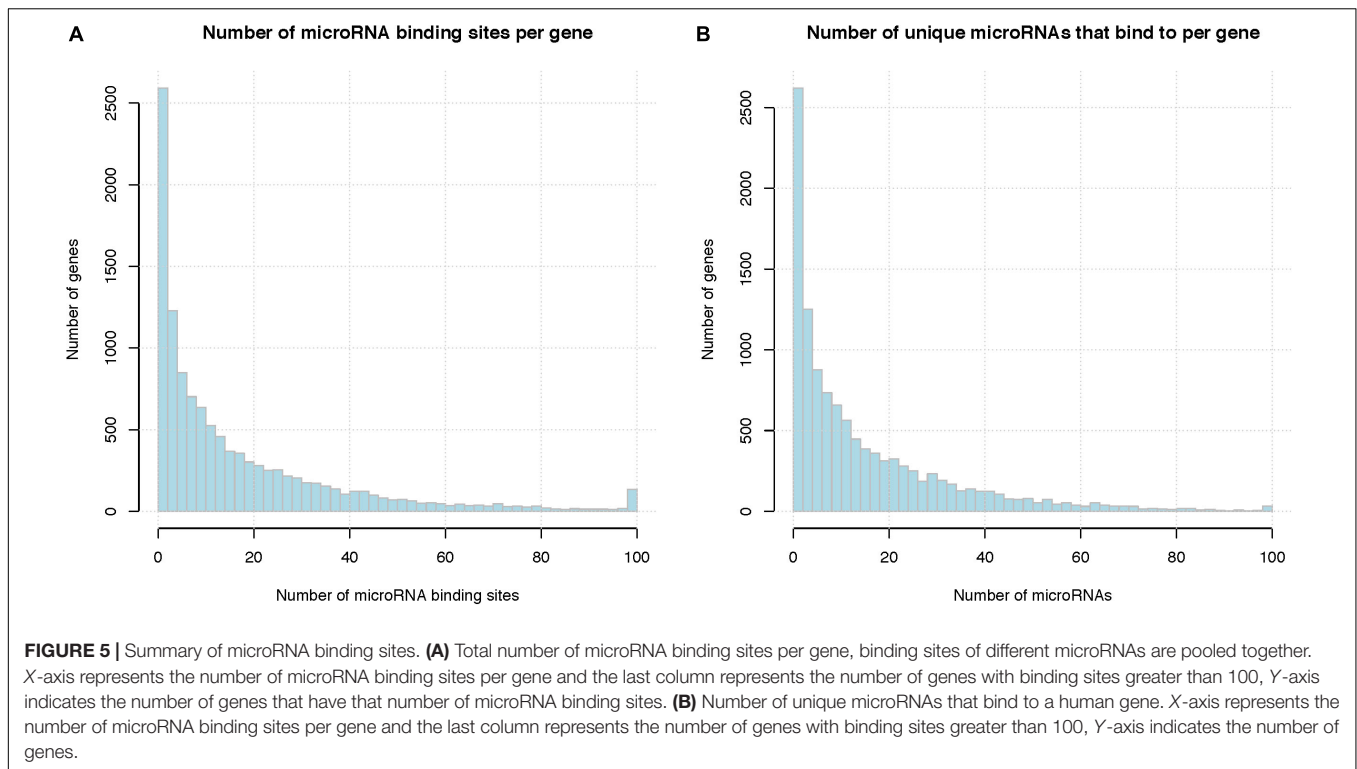 A
Number of microRNA binding sites per gene
Number of genes
0
500
1000
1500
2000
2500
0
20
40
60
80
100
Number of microRNA binding sites
B
Number of unique microRNAs that bind to per gene
Number of genes
0
500
1000
1500
2000
2500
0
20
40
60
80
100
Number of microRNAs
FIGURE 5 | Summary of microRNA binding sites. (A) Total number of microRNA binding sites per gene, binding sites of different microRNAs are pooled together.
X-axis represents the number of microRNA binding sites per gene and the last column represents the number of genes with binding sites greater than 100, Y-axis
indicates the number of genes that have that number of microRNA binding sites. (B) Number of unique microRNAs that bind to a human gene. X-axis represents the
number of microRNA binding sites per gene and the last column represents the number of genes with binding sites greater than 100, Y-axis indicates the number of
genes.